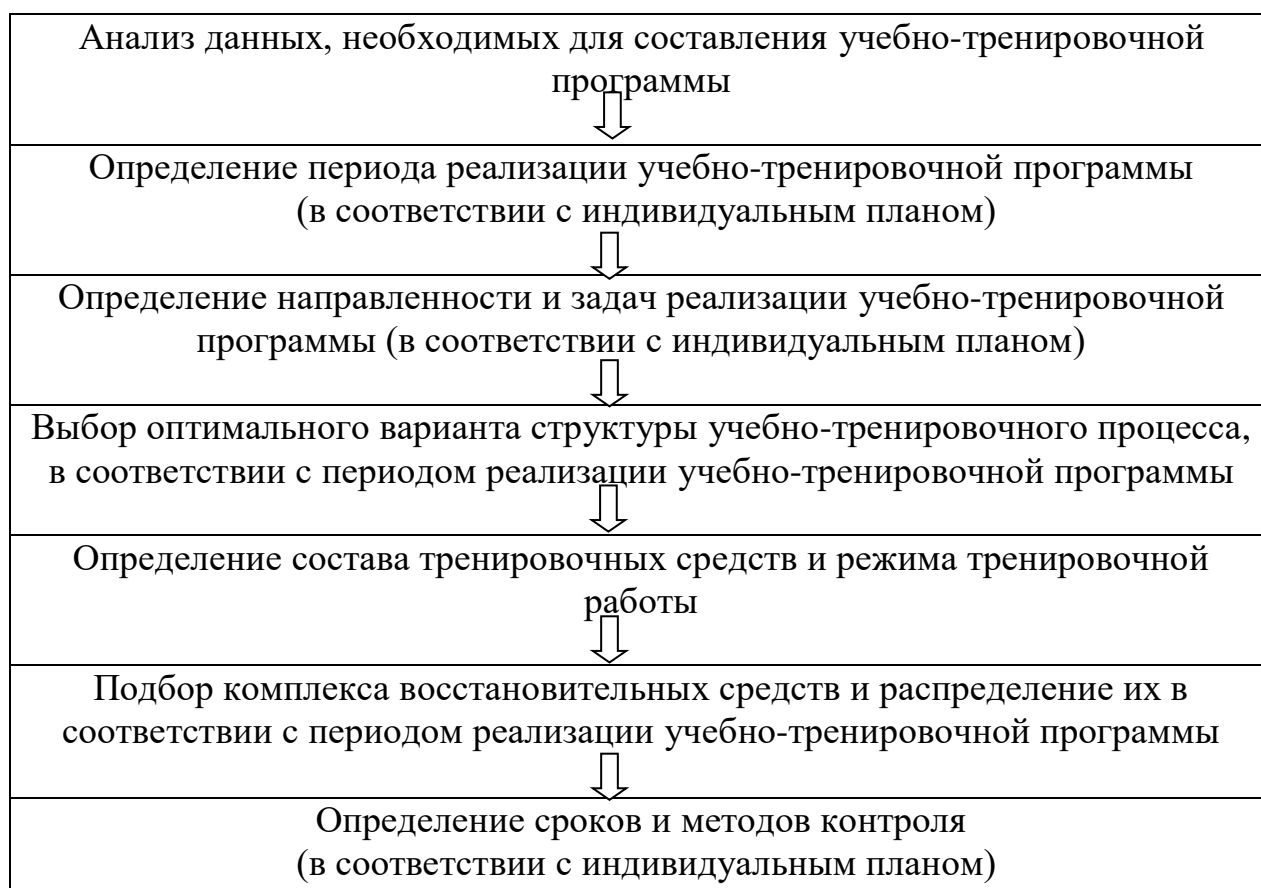 Анализ данных, необходимых для составления учебно-тренировочной
программы
Определение периода реализации учебно-тренировочной программы
(в соответствии с индивидуальным планом)
Определение направленности и задач реализации учебно-тренировочной
программы (в соответствии с индивидуальным планом)
Выбор оптимального варианта структуры учебно-тренировочного процесса,
в соответствии с периодом реализации учебно-тренировочной программы
Определение состава тренировочных средств и режима тренировочной
работы
Подбор комплекса восстановительных средств и распределение их в
соответствии с периодом реализации учебно-тренировочной программы
Определение сроков и методов контроля
(в соответствии с индивидуальным планом)